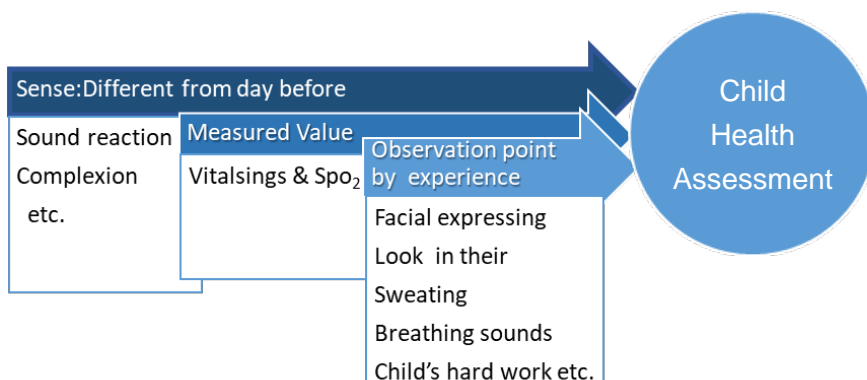 Sense:Different from day before
Sound reaction
Complexion
etc.
Measured Value
Vitalsings & Spo₂
Observation point
by experience
Facial expressing
Look in their
Sweating
Breathing sounds
Child's hard work etc.
Child
Health
Assessment